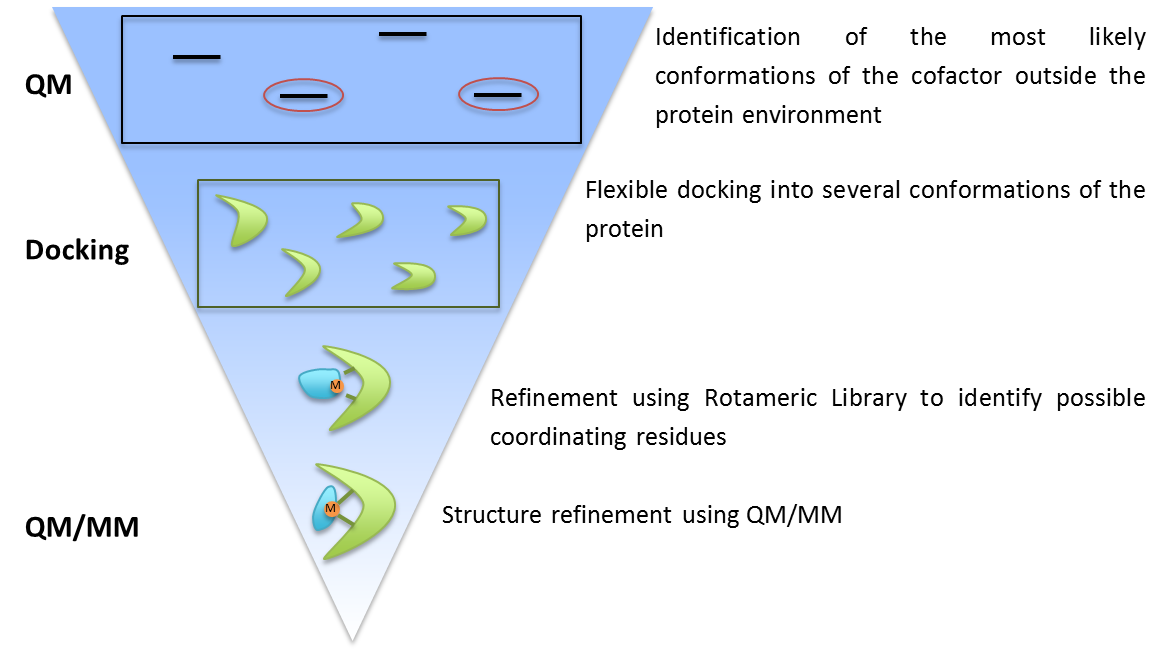 QM
Identification of the most likely
conformations of the cofactor outside the
protein environment
Docking
Flexible docking into several conformations of the
protein
M
Refinement using Rotameric Library to identify possible
coordinating residues
QM/MM
M
Structure refinement using QM/MM